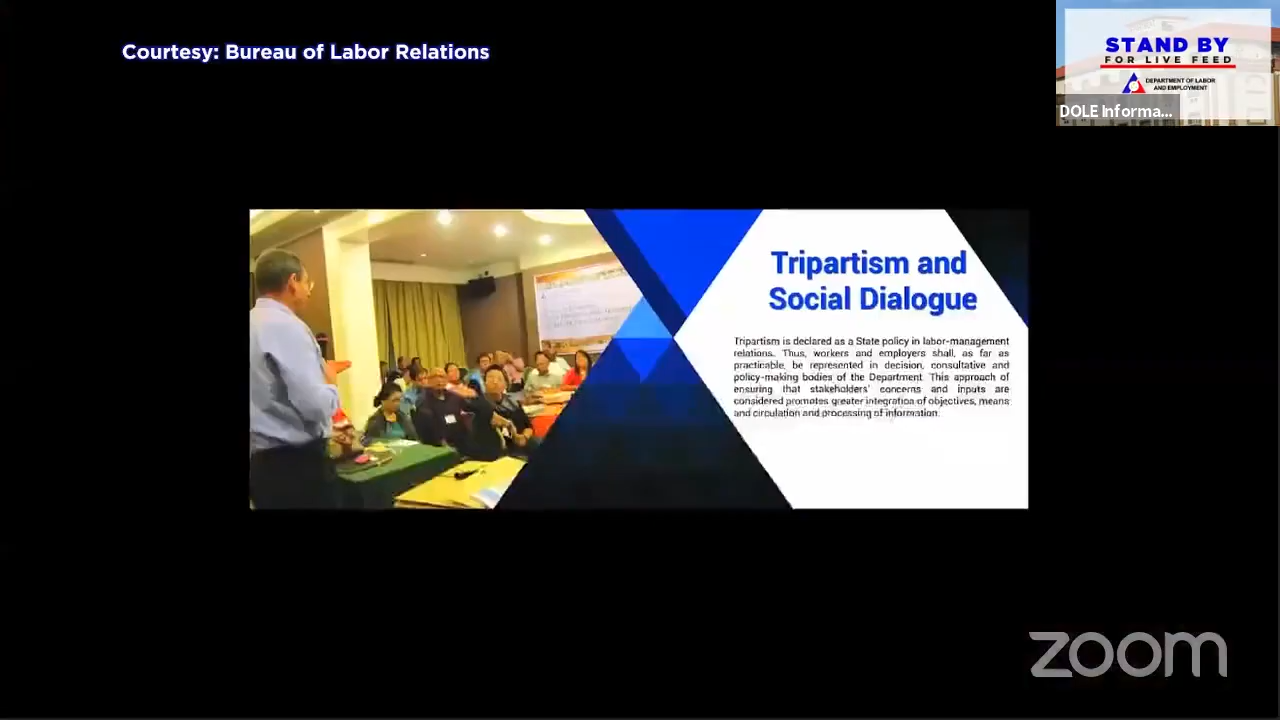 Courtesy: Bureau of Labor Relations
STAND BY
FOR LIVE FEED
DEPARTMENT OF LABOR
AND EMPLOYMENT
DOLE Informa...
Tripartism and
Social Dialogue
Tripartism is declared as a State policy in labor-management
relations. Thus, workers and employers shall, as far as
practicable, be represented in decision, consultative and
policy-making bodies of the Department. This approach of
ensuring that stakeholders' concerns and inputs are
considered promotes greater integration of objectives, means
and circulation and processing of information.
zoom